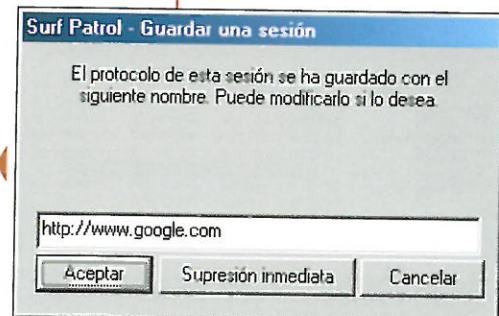 Surf Patrol - Guardar una sesión
El protocolo de esta sesión se ha guardado con el
siguiente nombre. Puede modificarlo si lo desea.
http://www.google.com
Aceptar
Supresión inmediata
Cancelar